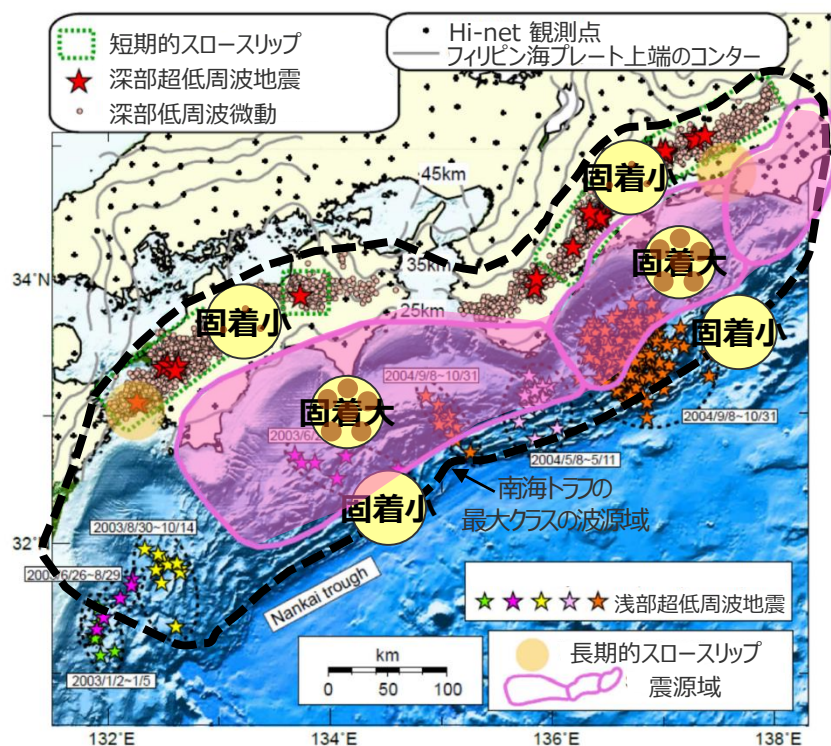 短期的スロースリップ
深部超低周波地震
深部低周波微動
Hi-net 観測点
フィリピン海プレート上端のコンター
45km
固着小
34°N
35km
固着大
25km
固着小
固着小
2004/9/8~10/31
固着大
2004/9/8~10/31
2004/5/8~5/11
南海トラフの
最大クラスの波源域
固着小
2003/8/30~10/14
32°N
2003/6/26~8/29
Nankai trough
浅部超低周波地震
2003/1/2~1/5
km
0 50 100
長期的スロースリップ
震源域
132°E
134°E
136°E
138°E